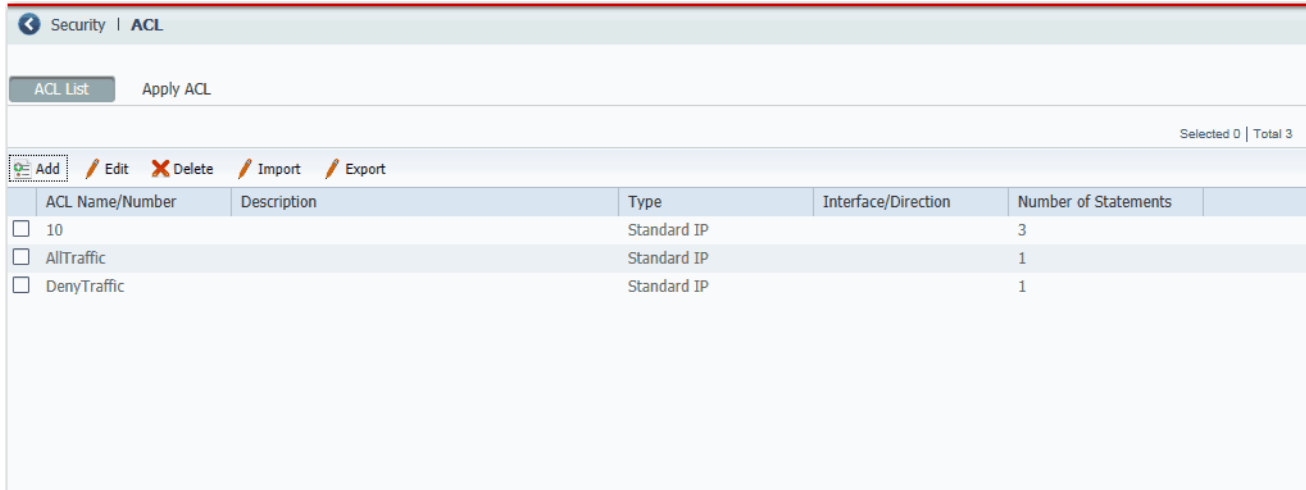 Security | ACL
ACL List Apply ACL
Selected 0 | Total 3
Add Edit Delete Import Export
ACL Name/Number Description Type Interface/Direction Number of Statements
10 Standard IP 3
AllTraffic Standard IP 1
DenyTraffic Standard IP 1